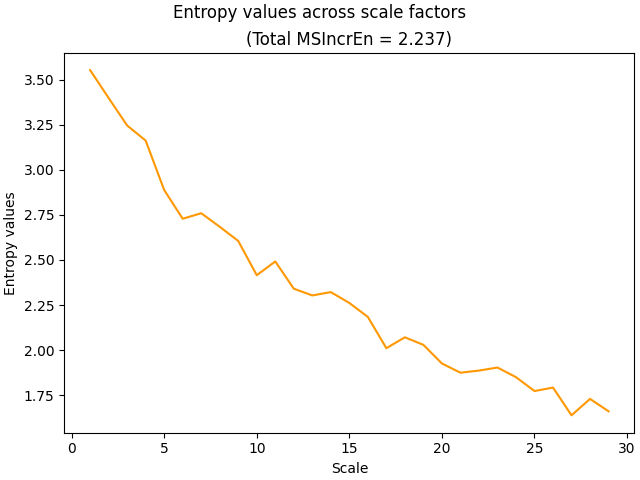 Entropy values across scale factors
(Total MSIncrEn = 2.237)
3.50
3.25
3.00
2.75
2.50
2.25
2.00
1.75
Entropy values
0 5 10 15 20 25 30
Scale